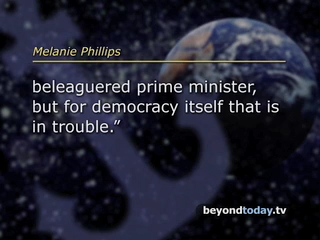 Melanie Phillips
beleaguered prime minister,
but for democracy itself that is
in trouble.”
beyondtoday.tv